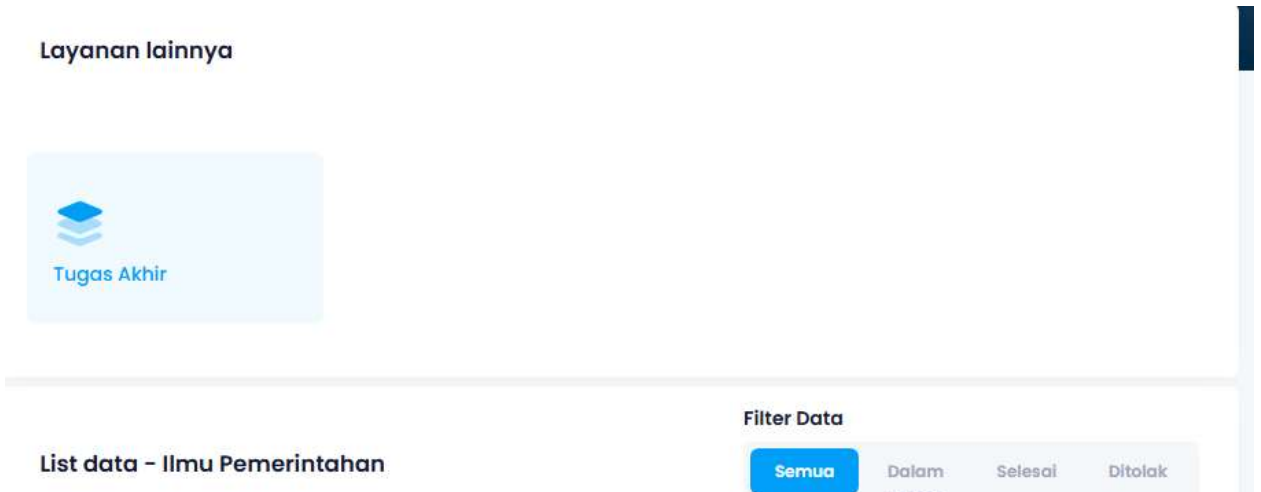 Layanan lainnya
Tugas Akhir
Filter Data
List data - Ilmu Pemerintahan
Semua Dalam Selesai Ditolak